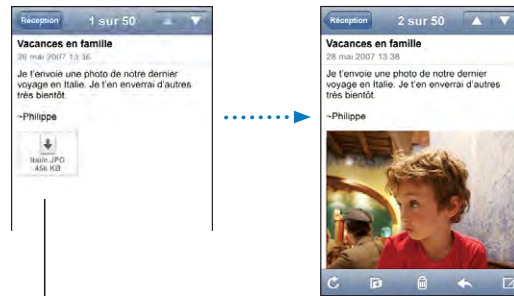 Réception 1 sur 50
Vacances en famille
28 mai 2007 13:36
Je t'envoie une photo de notre dernier
voyage en Italie. Je t'en enverrai d'autres
très bientôt.
~Philippe
Italie.JPG
456 KB
Réception 2 sur 50
Vacances en famille
28 mai 2007 13:36
Je t'envoie une photo de notre dernier
voyage en Italie. Je t'en enverrai d'autres
très bientôt.
~Philippe